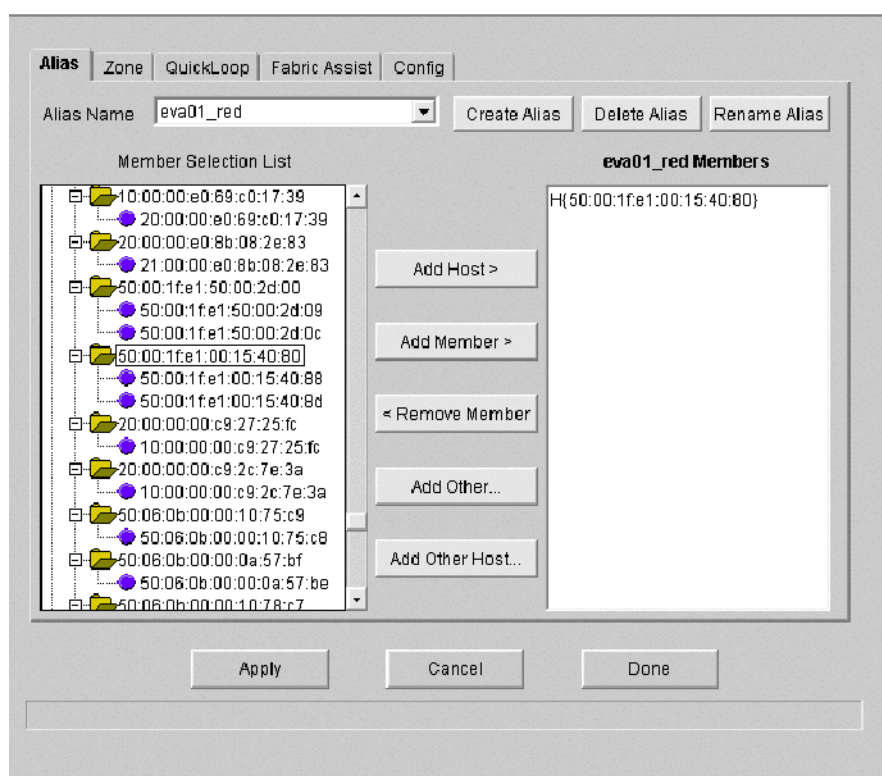 Alias Zone QuickLoop Fabric Assist Config
Alias Name eva01_red Create Alias Delete Alias Rename Alias
Member Selection List
eva01_red Members
10:00:00:e0:69:c0:17:39
20:00:00:e0:69:c0:17:39
20:00:00:e0:8b:08:2e:83
21:00:00:e0:8b:08:2e:83
50:00:1f:e1:50:00:2d:00
50:00:1f:e1:50:00:2d:09
50:00:1f:e1:50:00:2d:0c
50:00:1f:e1:00:15:40:80
50:00:1f:e1:00:15:40:88
50:00:1f:e1:00:15:40:8d
20:00:00:00:c9:27:25:fc
10:00:00:00:c9:27:25:fc
20:00:00:00:c9:2c:7e:3a
10:00:00:00:c9:2c:7e:3a
50:06:0b:00:00:10:75:c9
50:06:0b:00:00:10:75:c8
50:06:0b:00:00:0a:57:bf
50:06:0b:00:00:0a:57:be
50:06:0b:00:00:10:78:c7
Add Host >
Add Member >
< Remove Member
Add Other...
Add Other Host...
H{50:00:1f:e1:00:15:40:80}
Apply Cancel Done